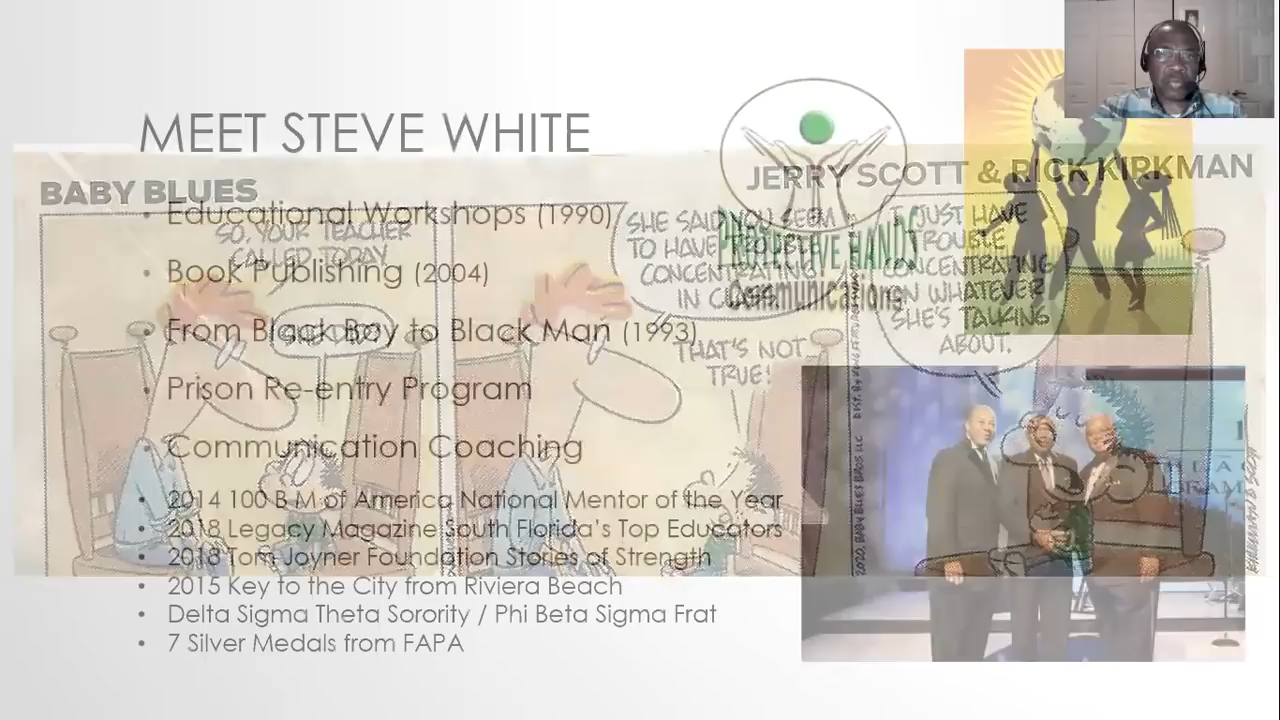 MEET STEVE WHITE
JERRY SCOTT & RICK KIRKMAN
BABY BLUES
• Educational Workshops (1990)
• Book Publishing (2004)
• From Black Boy to Black Man (1993)
• Prison Re-entry Program
• Communication Coaching
• 2014 100 B M of America National Mentor of the Year
• 2018 Legacy Magazine South Florida's Top Educators
• 2018 Tom Joyner Foundation Stories of Strength
• 2015 Key to the City from Riviera Beach
• Delta Sigma Theta Sorority / Phi Beta Sigma Frat
• 7 Silver Medals from FAPA
SO, YOUR TEACHER
CALLED TODAY.
SHE SAID YOU SEEM
TO HAVE TROUBLE
CONCENTRATING
IN CLASS.
THAT'S NOT
TRUE!
I JUST HAVE
TROUBLE
CONCENTRATING
ON WHATEVER
SHE'S TALKING
ABOUT.
PROTECTIVE HANDS
Communications